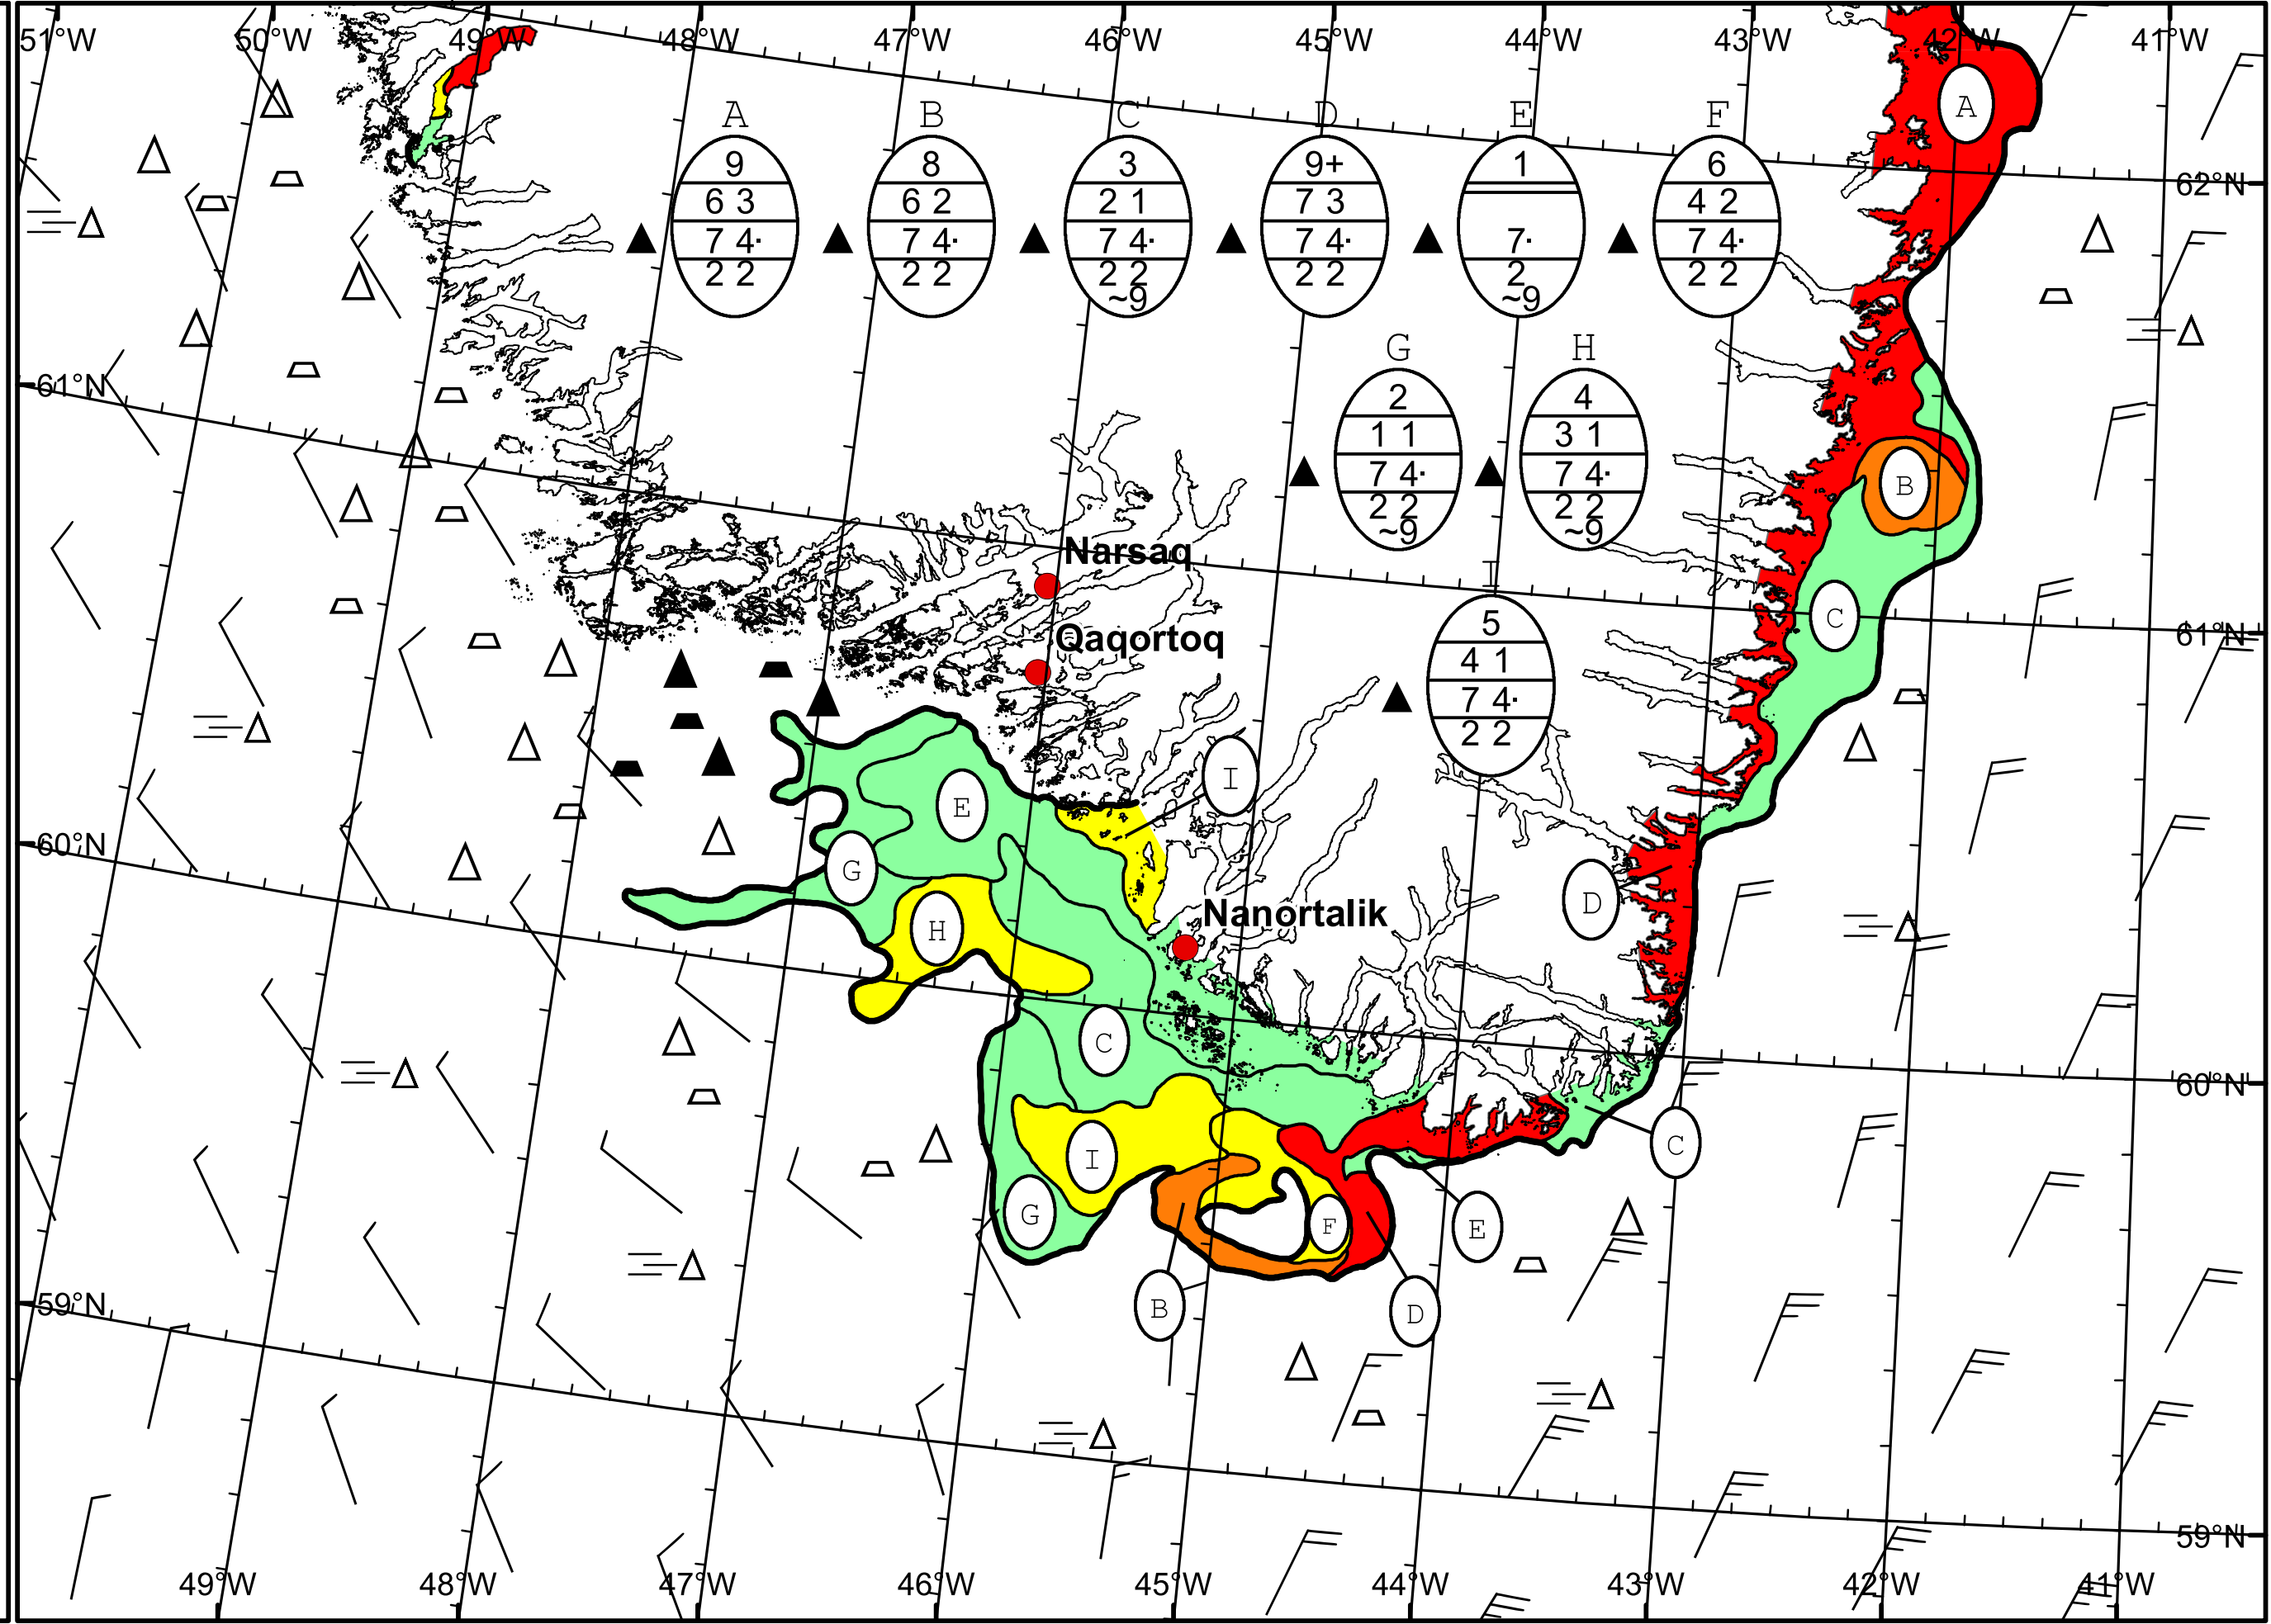 51°W 50°W 49°W 48°W 47°W 46°W 45°W 44°W 43°W 42°W 41°W
A B C D E F
9 8 3 9+ 1 6
6 3 6 2 2 1 7 3 4 2
7 4· 7 4· 7 4· 7 4· 7· 7 4·
2 2 2 2 2 2 2 2 2 2 2
~9 ~9
A
62°N
G H
2 4
1 1 3 1
7 4· 7 4·
2 2 2 2
~9 ~9
61°N
B
Narsaq
I
5
4 1
7 4·
2 2
C
61°N
Qaqortoq
I
E
60°N
G
D
Nanortalik
H
C
60°N
C
I
G
F
E
B
D
59°N
59°N
49°W 48°W 47°W 46°W 45°W 44°W 43°W 42°W 41°W